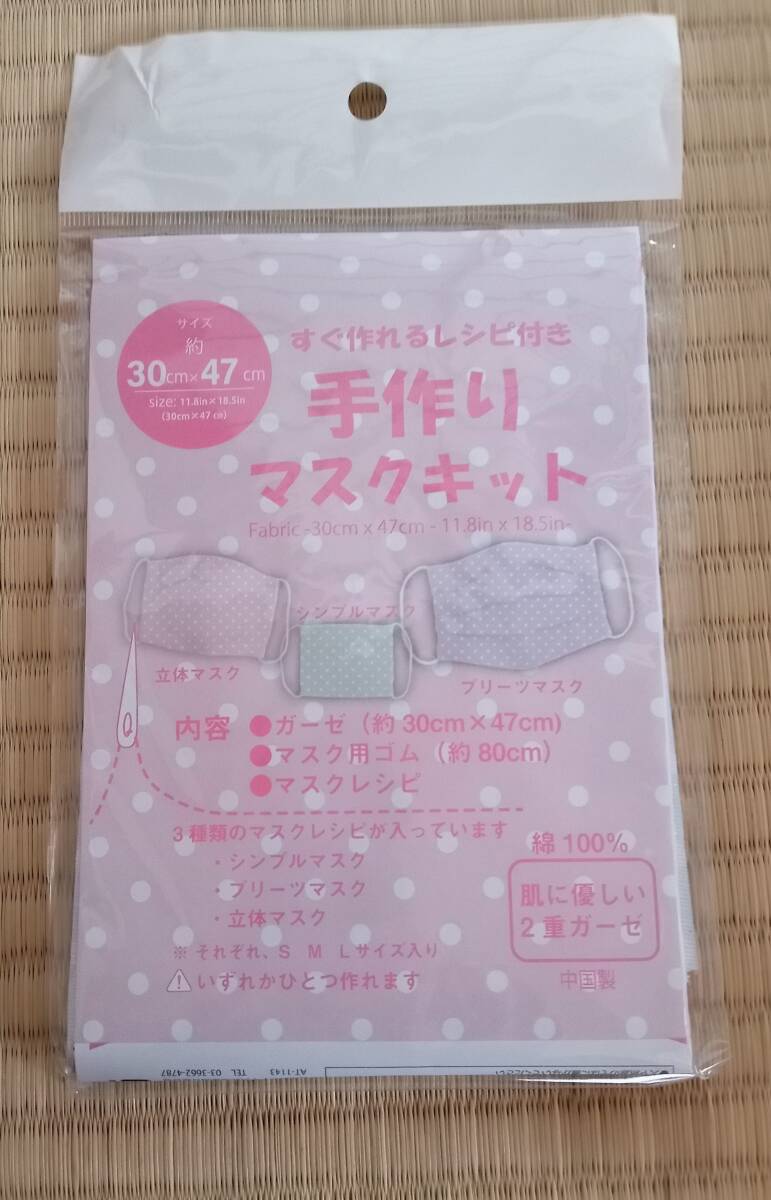 サイズ
約
30cm×47cm
size: 11.8in×18.5in
(30cm×47㎝)
すぐ作れるレシピ付き
手作り
マスクキット
Fabric -30cm x 47cm - 11.8in x 18.5in-
立体マスク
シンプルマスク
プリーツマスク
内容 ●ガーゼ(約30cm×47cm)
●マスク用ゴム(約80cm)
●マスクレシピ
3種類のマスクレシピが入っています
・シンプルマスク
・プリーツマスク
・立体マスク
※ それぞれ、S M Lサイズ入り
⚠いずれかひとつ作れます
綿100%
肌に優しい
2重ガーゼ
中国製
AT-1143 TEL 03-3662-4787